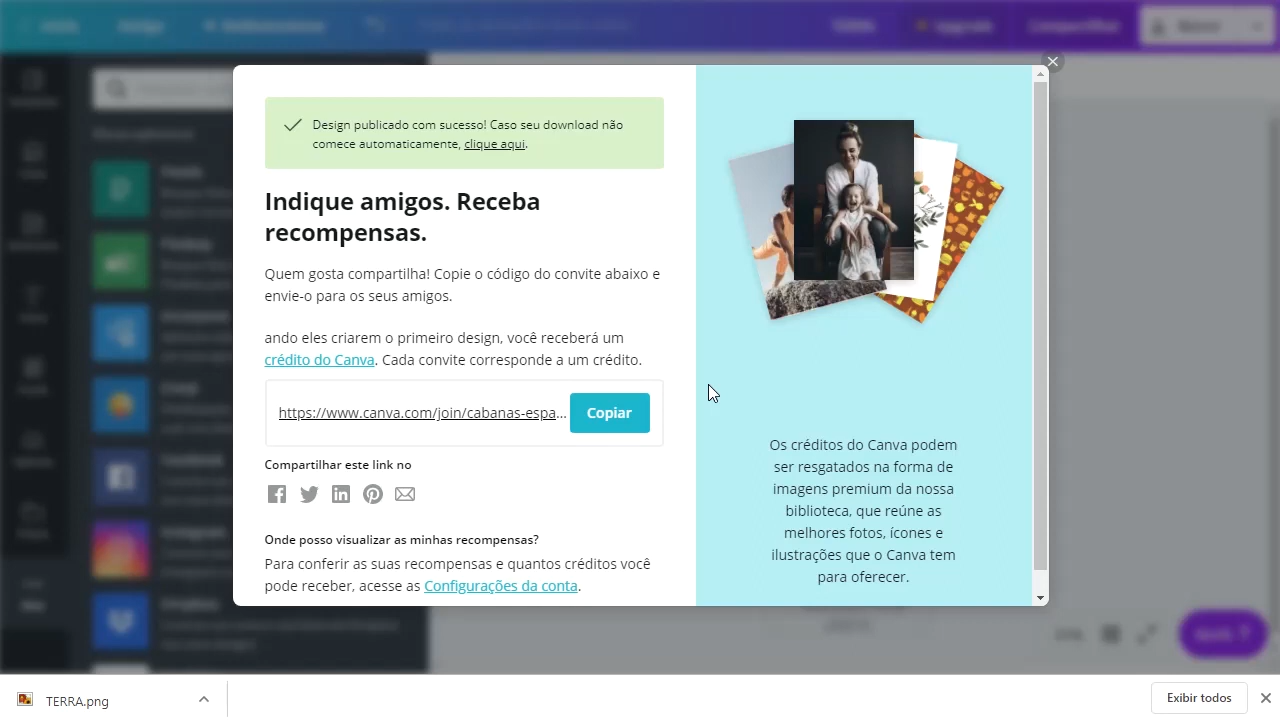 Design publicado com sucesso! Caso seu download não
comece automaticamente, clique aqui.
Indique amigos. Receba
recompensas.
Quem gosta compartilha! Copie o código do convite abaixo e
envie-o para os seus amigos.
ando eles criarem o primeiro design, você receberá um
crédito do Canva. Cada convite corresponde a um crédito.
https://www.canva.com/join/cabanas-espa...
Copiar
Compartilhar este link no
Onde posso visualizar as minhas recompensas?
Para conferir as suas recompensas e quantos créditos você
pode receber, acesse as Configurações da conta.
Os créditos do Canva podem
ser resgatados na forma de
imagens premium da nossa
biblioteca, que reúne as
melhores fotos, ícones e
ilustrações que o Canva tem
para oferecer.
TERRA.png
Exibir todos